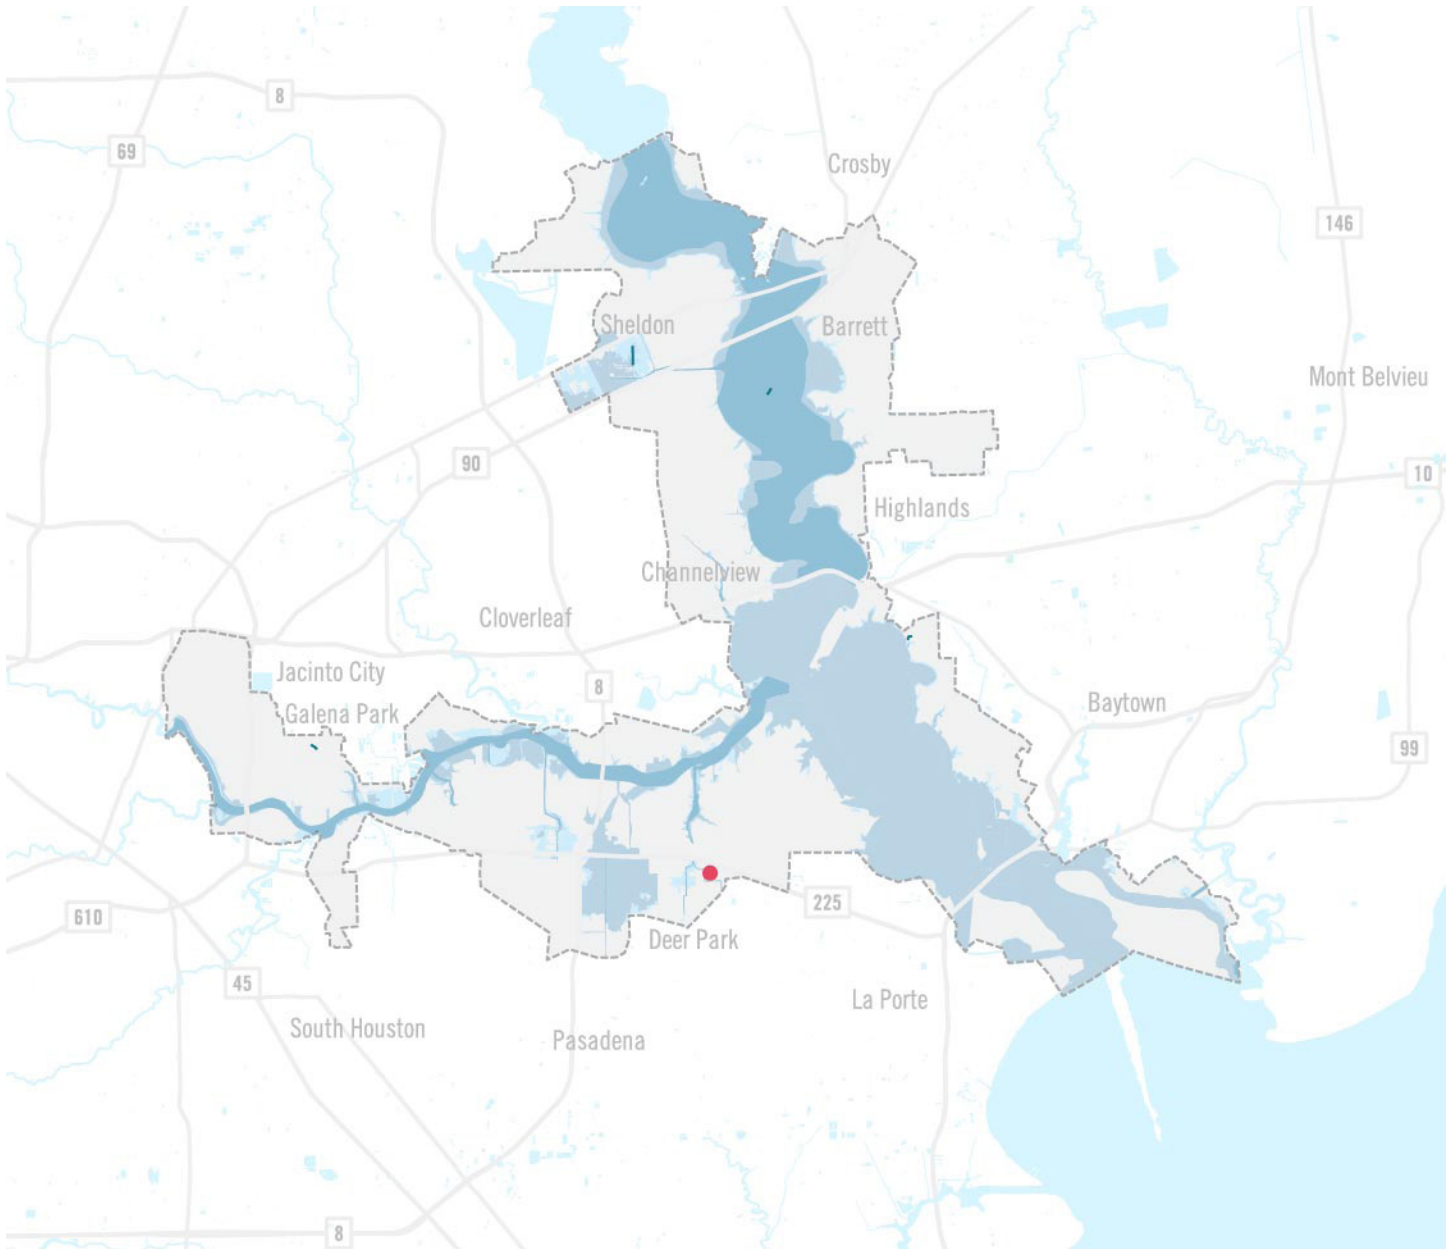 8
69
Crosby
146
Sheldon
Barrett
Mont Belvieu
90
10
Highlands
Channelview
Cloverleaf
Jacinto City
8
Galena Park
Baytown
99
610
225
Deer Park
45
La Porte
South Houston
Pasadena
8